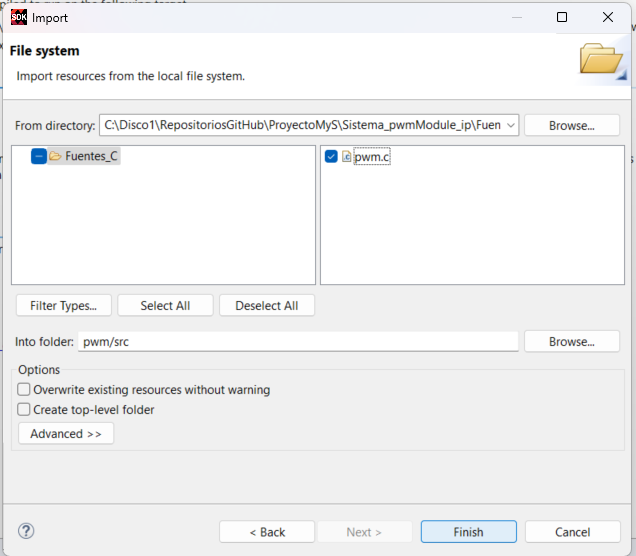 SDK Import
File system
Import resources from the local file system.
From directory: C:\Disco1\RepositoriosGitHub\ProyectoMyS\Sistema_pwmModule_ip\Fuen Browse...
Fuentes_C
pwm.c
Filter Types... Select All Deselect All
Into folder: pwm/src Browse...
Options
Overwrite existing resources without warning
Create top-level folder
Advanced >>
< Back Next > Finish Cancel